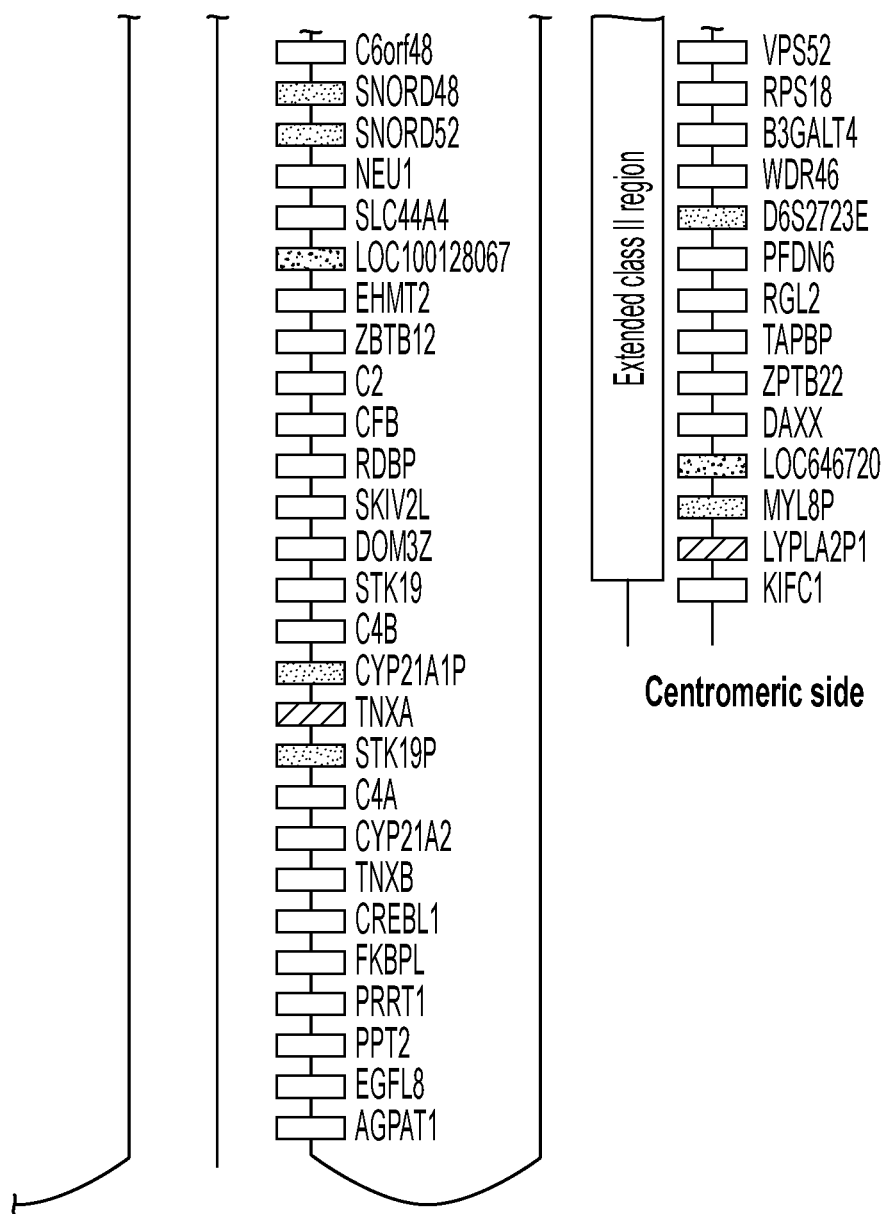 C6orf48
SNORD48
SNORD52
NEU1
SLC44A4
LOC100128067
EHMT2
ZBTB12
C2
CFB
RDBP
SKIV2L
DOM3Z
STK19
C4B
CYP21A1P
TNXA
STK19P
C4A
CYP21A2
TNXB
CREBL1
FKBPL
PRRT1
PPT2
EGFL8
AGPAT1
Extended class II region
VPS52
RPS18
B3GALT4
WDR46
D6S2723E
PFDN6
RGL2
TAPBP
ZPTB22
DAXX
LOC646720
MYL8P
LYPLA2P1
KIFC1
Centromeric side